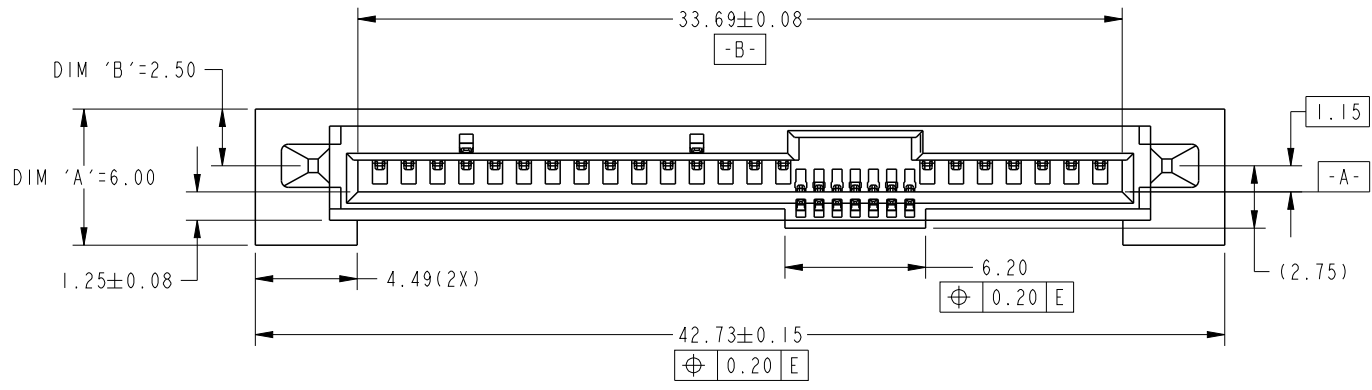 33.69±0.08
-B-
DIM 'B'=2.50
1.15
DIM 'A'=6.00
-A-
1.25±0.08
4.49(2X)
6.20
(2.75)
⌖ 0.20 E
42.73±0.15
⌖ 0.20 E